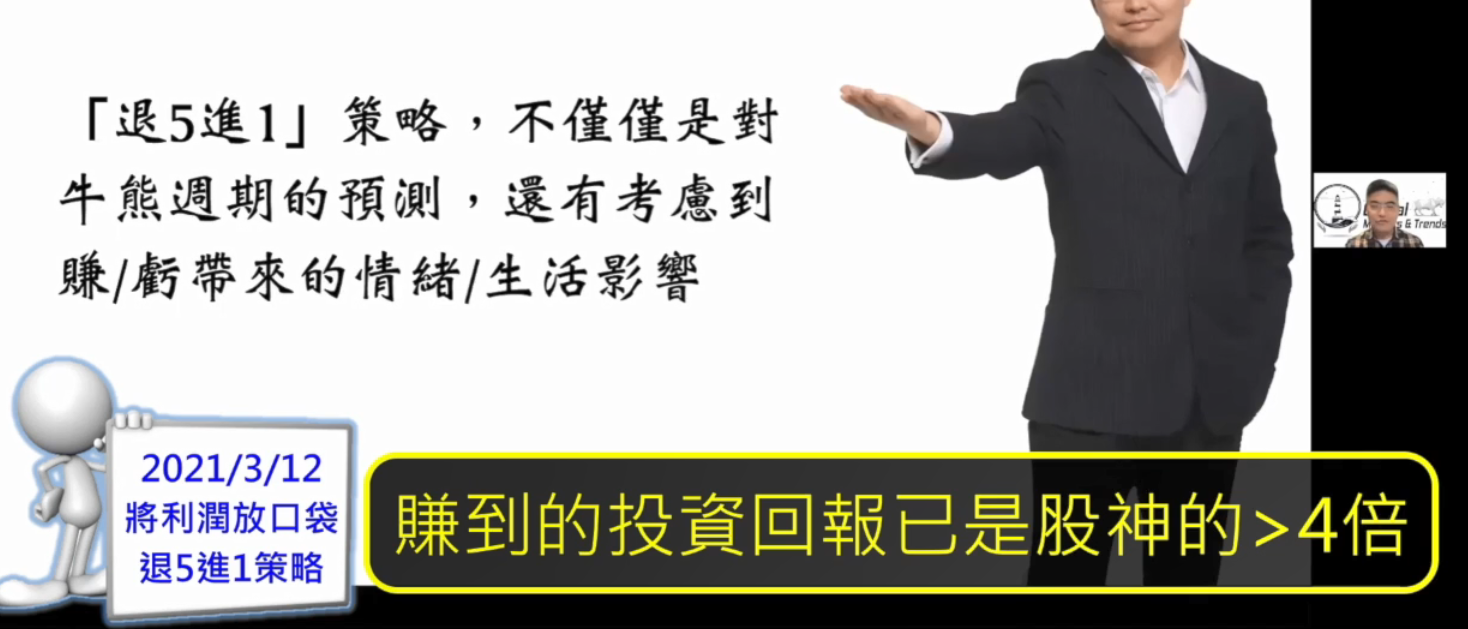 「退5進1」策略，不僅僅是對
牛熊週期的預測，還有考慮到
賺/虧帶來的情緒/生活影響
2021/3/12
將利潤放口袋
退5進1策略
賺到的投資回報已是股神的>4倍
& Trends